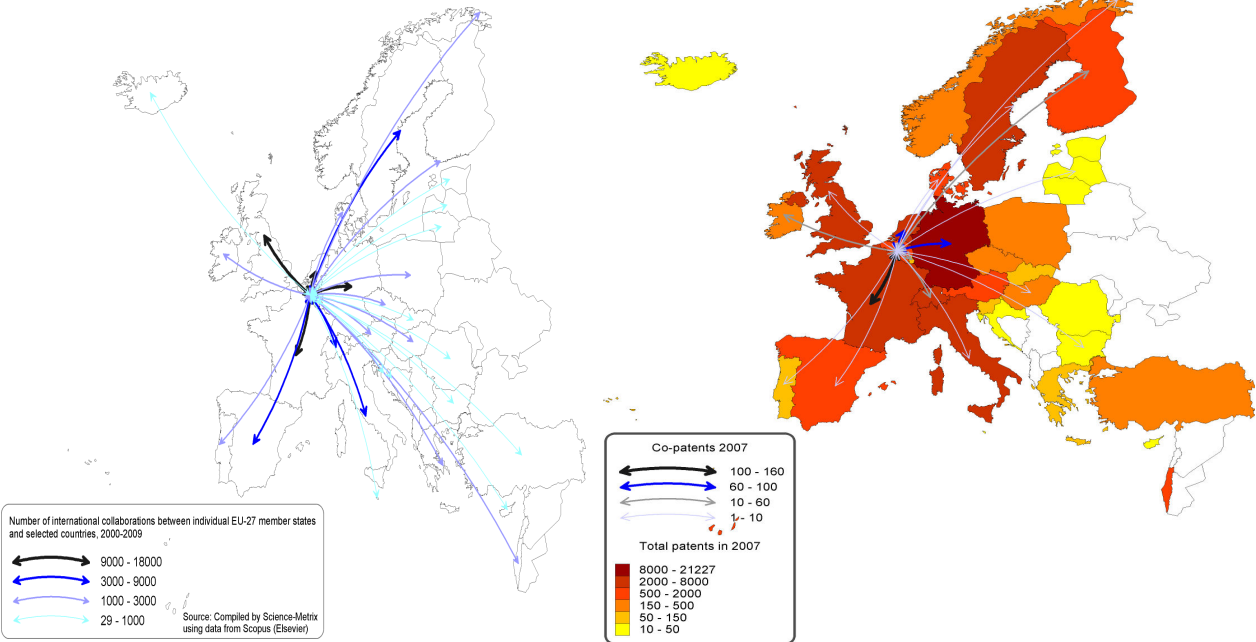 Number of international collaborations between individual EU-27 member states
and selected countries, 2000-2009
9000 - 18000
3000 - 9000
1000 - 3000
29 - 1000
Source: Compiled by Science-Metrix
using data from Scopus (Elsevier)
Co-patents 2007
100 - 160
60 - 100
10 - 60
1 - 10
Total patents in 2007
8000 - 21227
2000 - 8000
500 - 2000
150 - 500
50 - 150
10 - 50